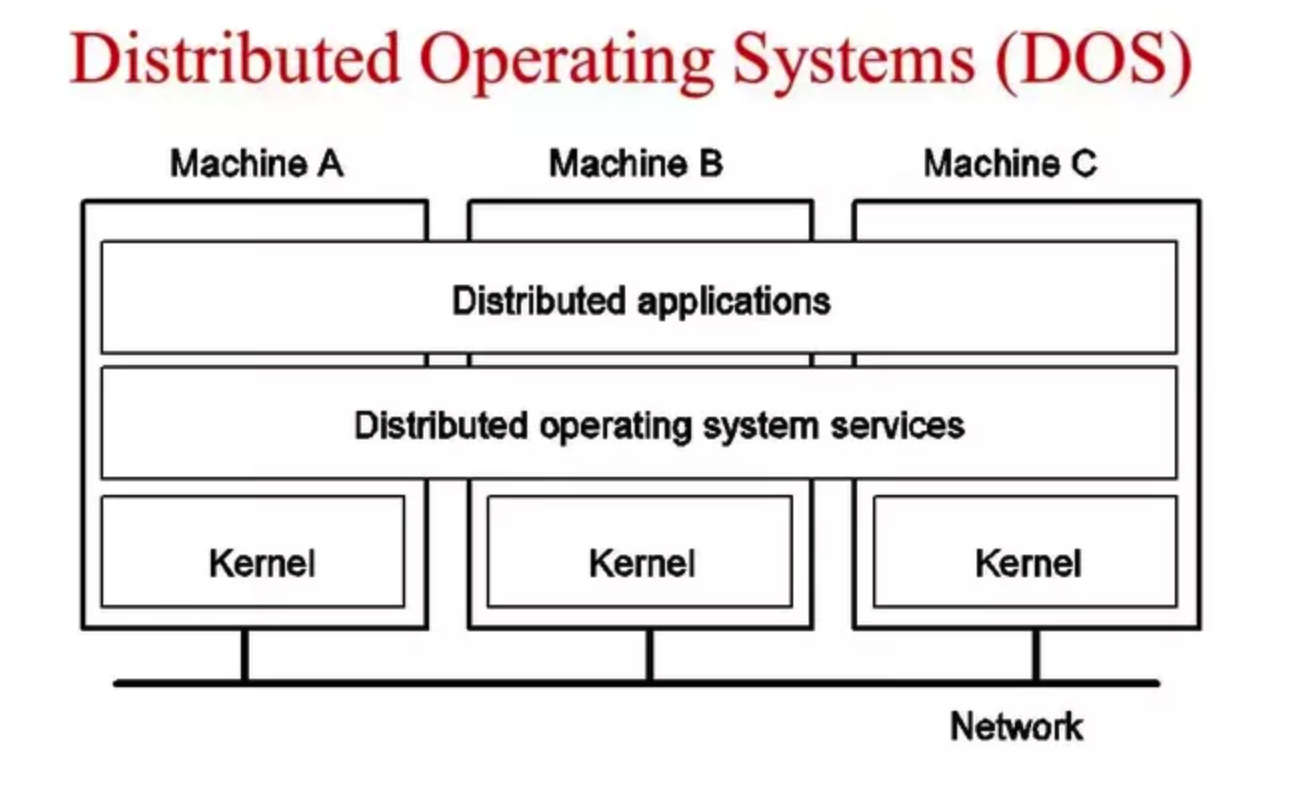 Distributed Operating Systems (DOS)
Machine A
Machine B
Machine C
Distributed applications
Distributed operating system services
Kernel
Kernel
Kernel
Network